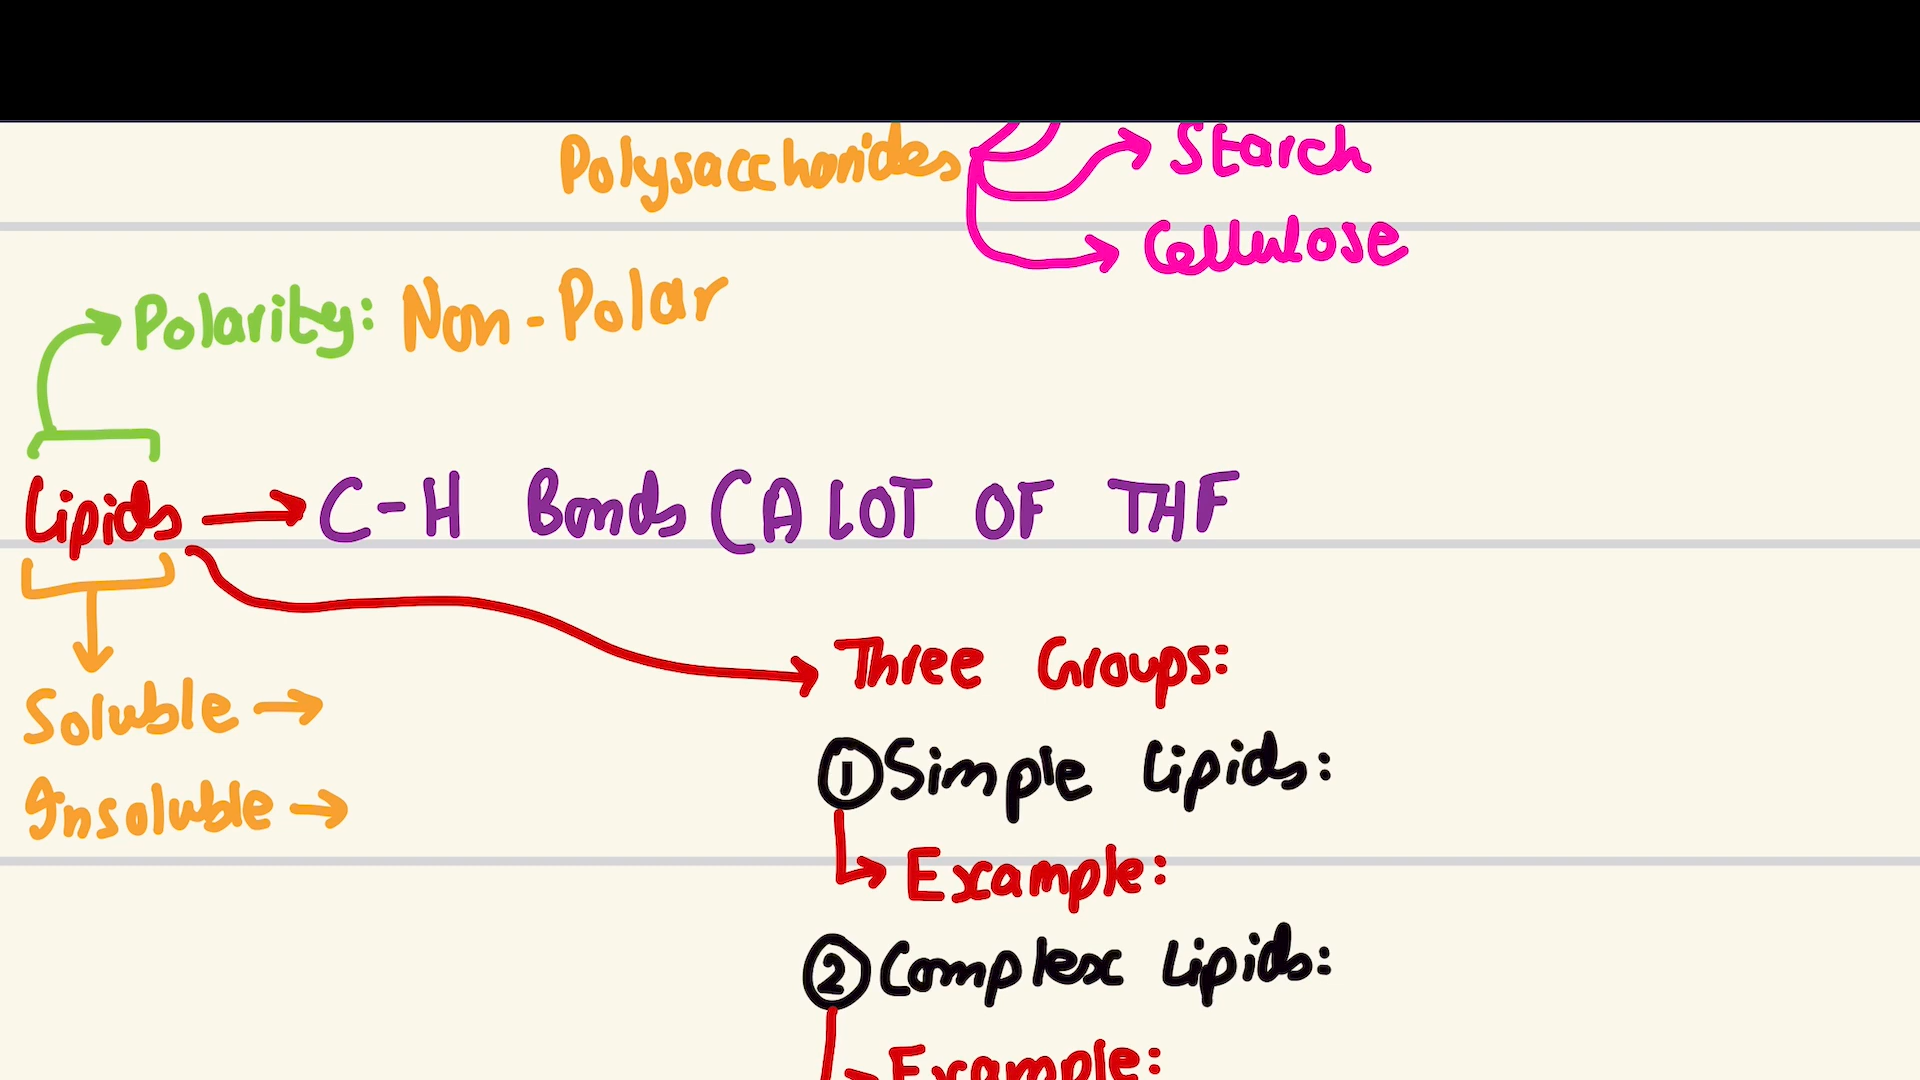 Polysaccharides → Starch
→ Cellulose
→ Polarity: Non-Polar
Lipids → C-H Bonds (A LOT OF THF
Three Groups:
Soluble →
① Simple Lipids:
Insoluble →
→ Example:
② Complex Lipids:
→ Example: